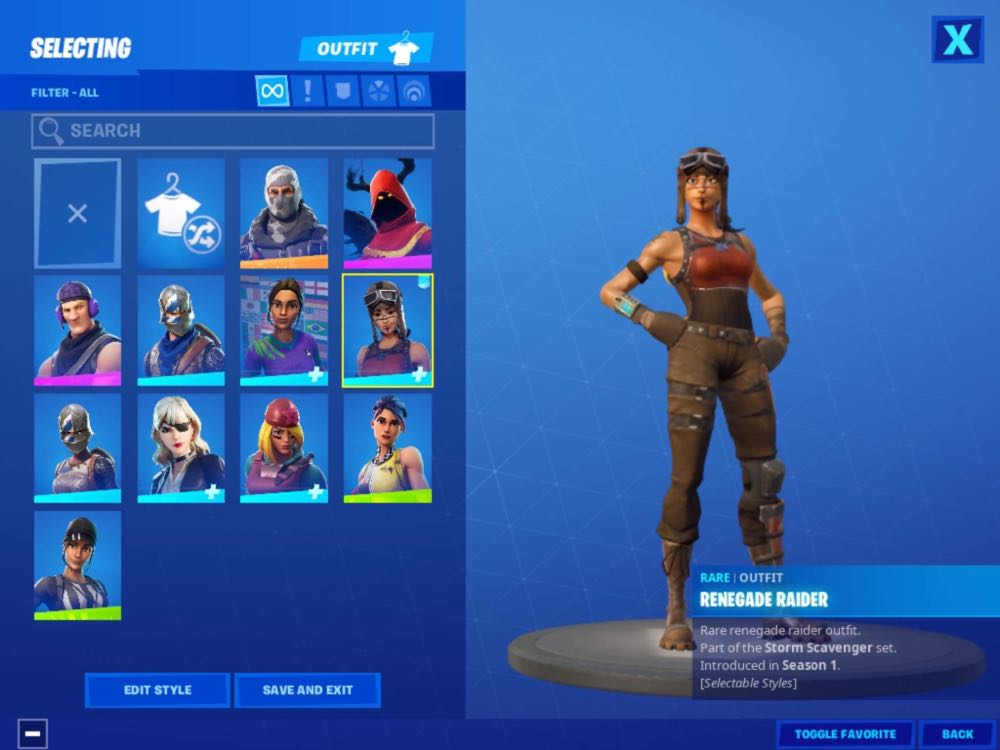 SELECTING
OUTFIT
FILTER - ALL
SEARCH
X
RARE | OUTFIT
RENEGADE RAIDER
Rare renegade raider outfit.
Part of the Storm Scavenger set.
Introduced in Season 1.
[Selectable Styles]
EDIT STYLE
SAVE AND EXIT
TOGGLE FAVORITE
BACK